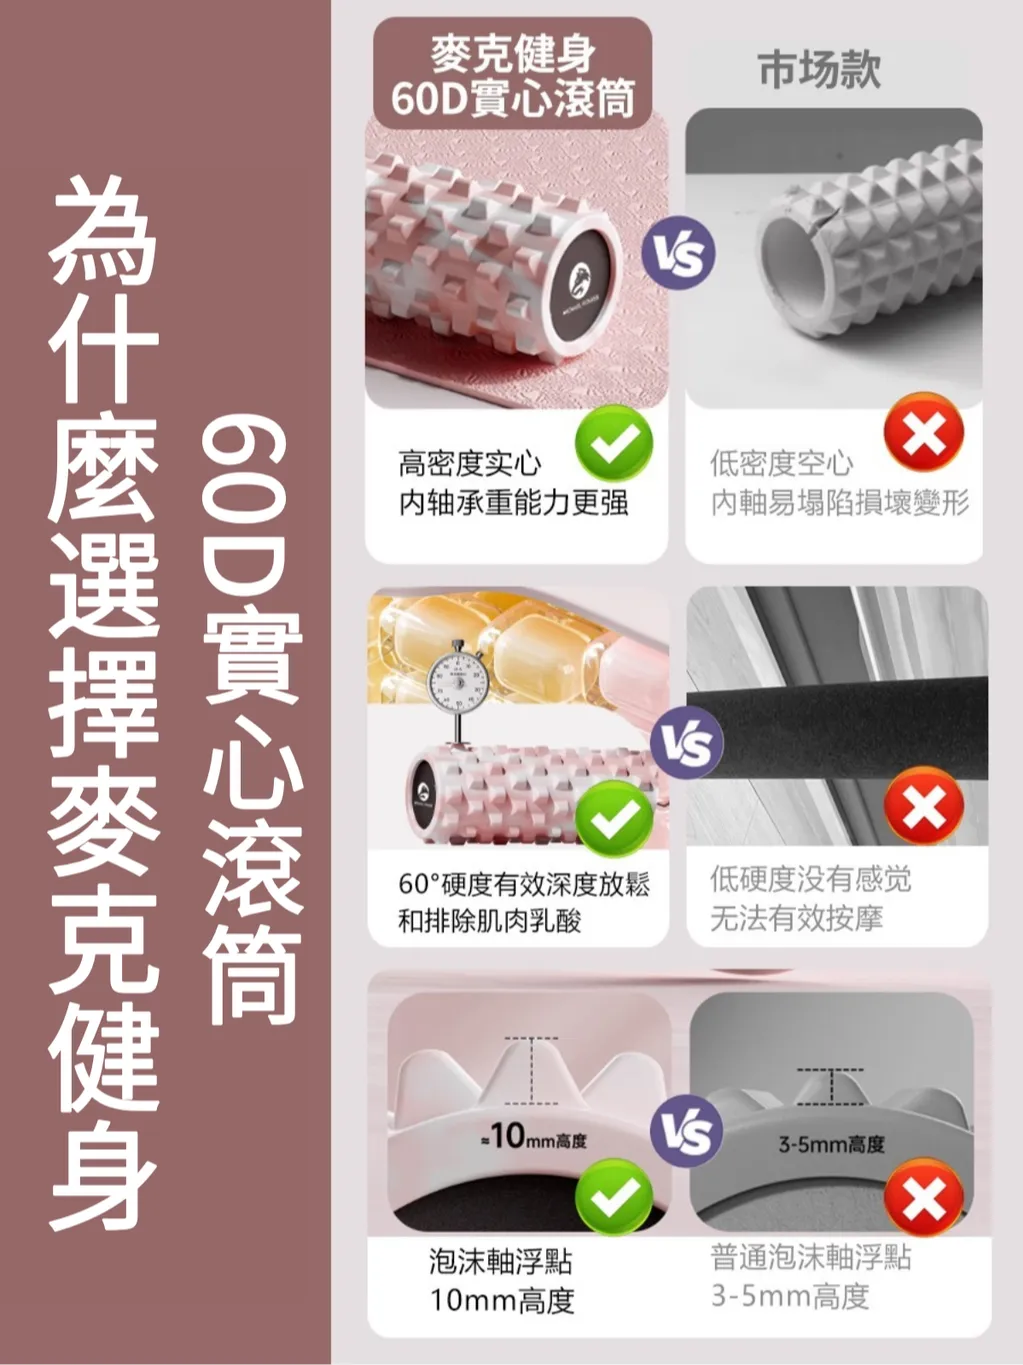 為什麼選擇麥克健身
60D實心滾筒
麥克健身
60D實心滾筒
市场款
VS
高密度实心
内轴承重能力更强
低密度空心
内軸易塌陷損壞變形
VS
60°硬度有效深度放鬆
和排除肌肉乳酸
低硬度没有感觉
无法有效按摩
≈10mm高度
VS
3-5mm高度
泡沫軸浮點
10mm高度
普通泡沫軸浮點
3-5mm高度